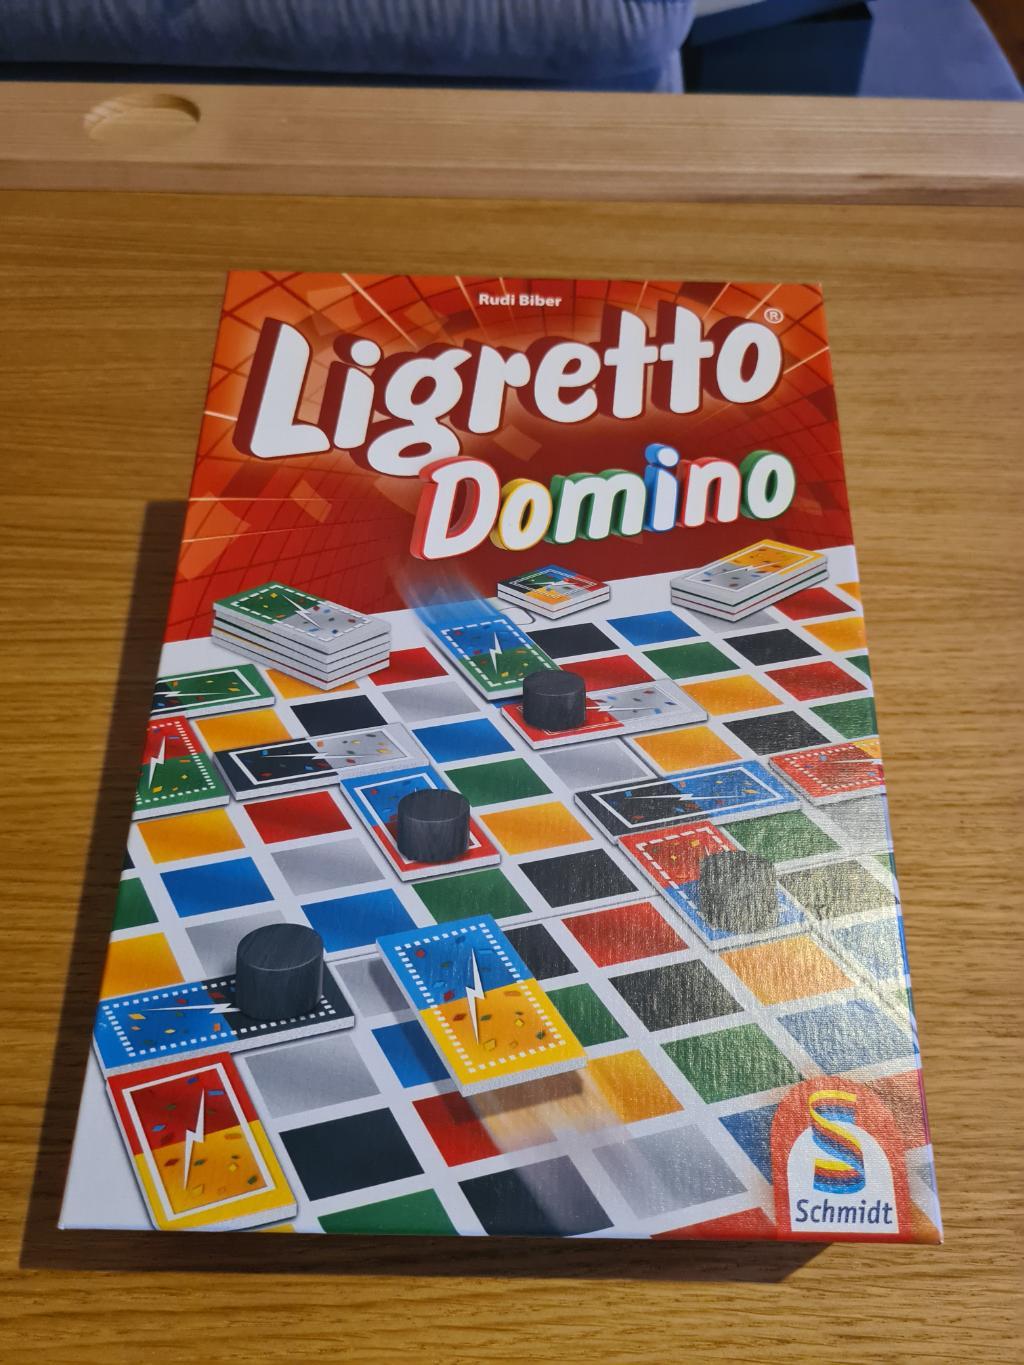 Rudi Biber
Ligretto®
Domino
Schmidt